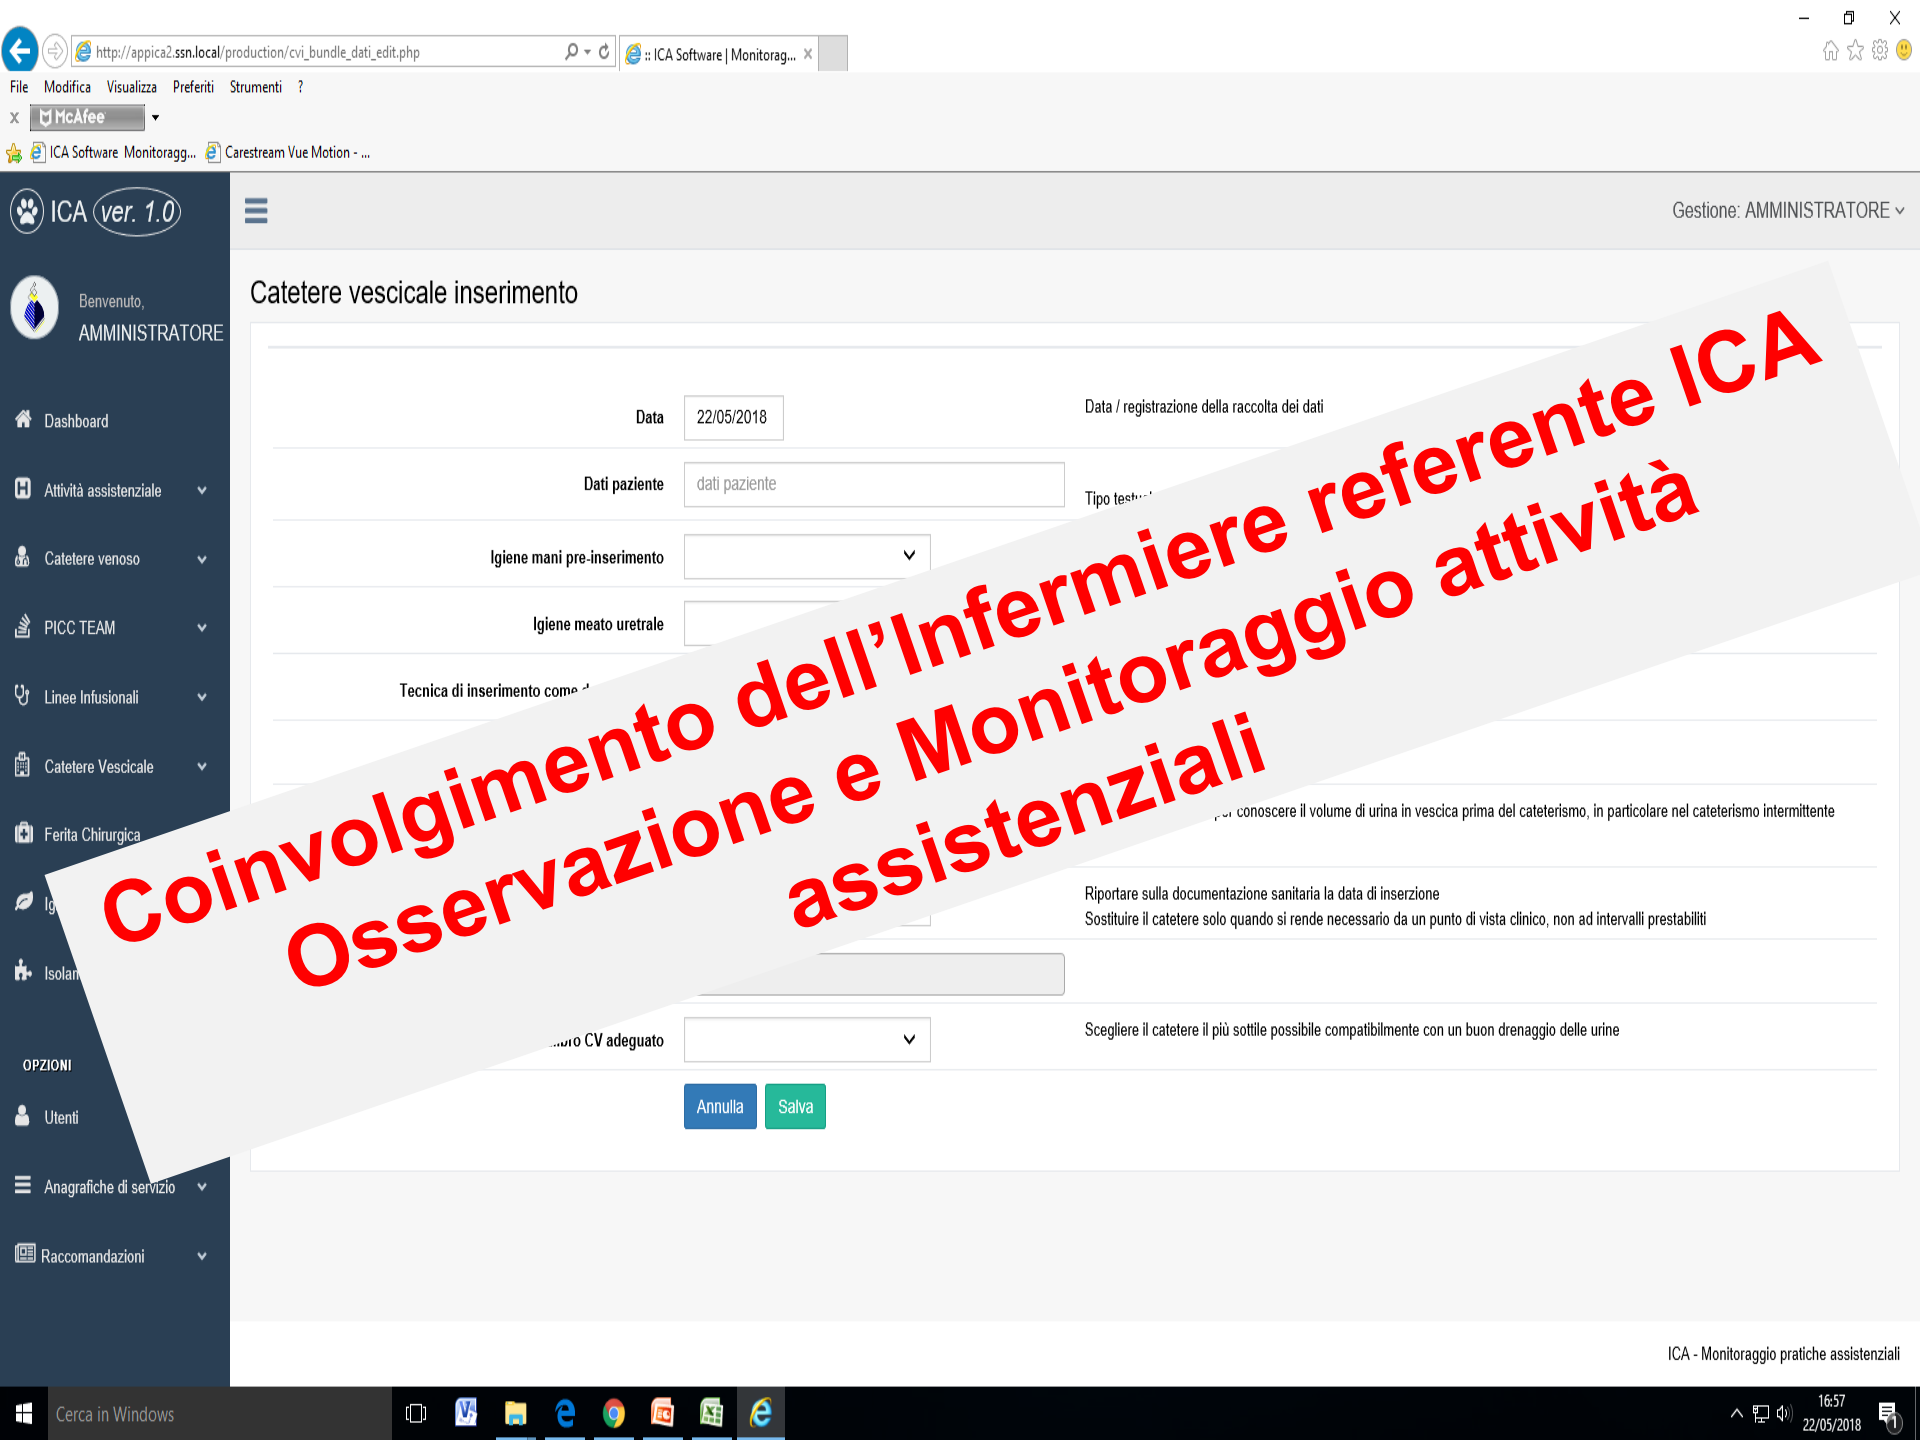 http://appica2.ssn.local/production/cvi_bundle_dati_edit.php
:: ICA Software | Monitorag...
File Modifica Visualizza Preferiti Strumenti ?
x McAfee
ICA Software Monitoragg... Carestream Vue Motion - ...
ICA ver. 1.0
Gestione: AMMINISTRATORE
Benvenuto,
AMMINISTRATORE
Dashboard
Attività assistenziale
Catetere venoso
PICC TEAM
Linee Infusionali
Catetere Vescicale
Ferita Chirurgica
OPZIONI
Utenti
Anagrafiche di servizio
Raccomandazioni
Catetere vescicale inserimento
Data 22/05/2018 Data / registrazione della raccolta dei dati
Dati paziente dati paziente
Tipo
Igiene mani pre-inserimento
Igiene meato uretrale
Tecnica di inserimento come
conoscere il volume di urina in vescica prima del cateterismo, in particolare nel cateterismo intermittente
Riportare sulla documentazione sanitaria la data di inserzione
Sostituire il catetere solo quando si rende necessario da un punto di vista clinico, non ad intervalli prestabiliti
CV adeguato Scegliere il catetere il più sottile possibile compatibilmente con un buon drenaggio delle urine
Annulla Salva
Coinvolgimento dell’Infermiere referente ICA
Osservazione e Monitoraggio attività
assistenziali
ICA - Monitoraggio pratiche assistenziali
Cerca in Windows
16:57
22/05/2018